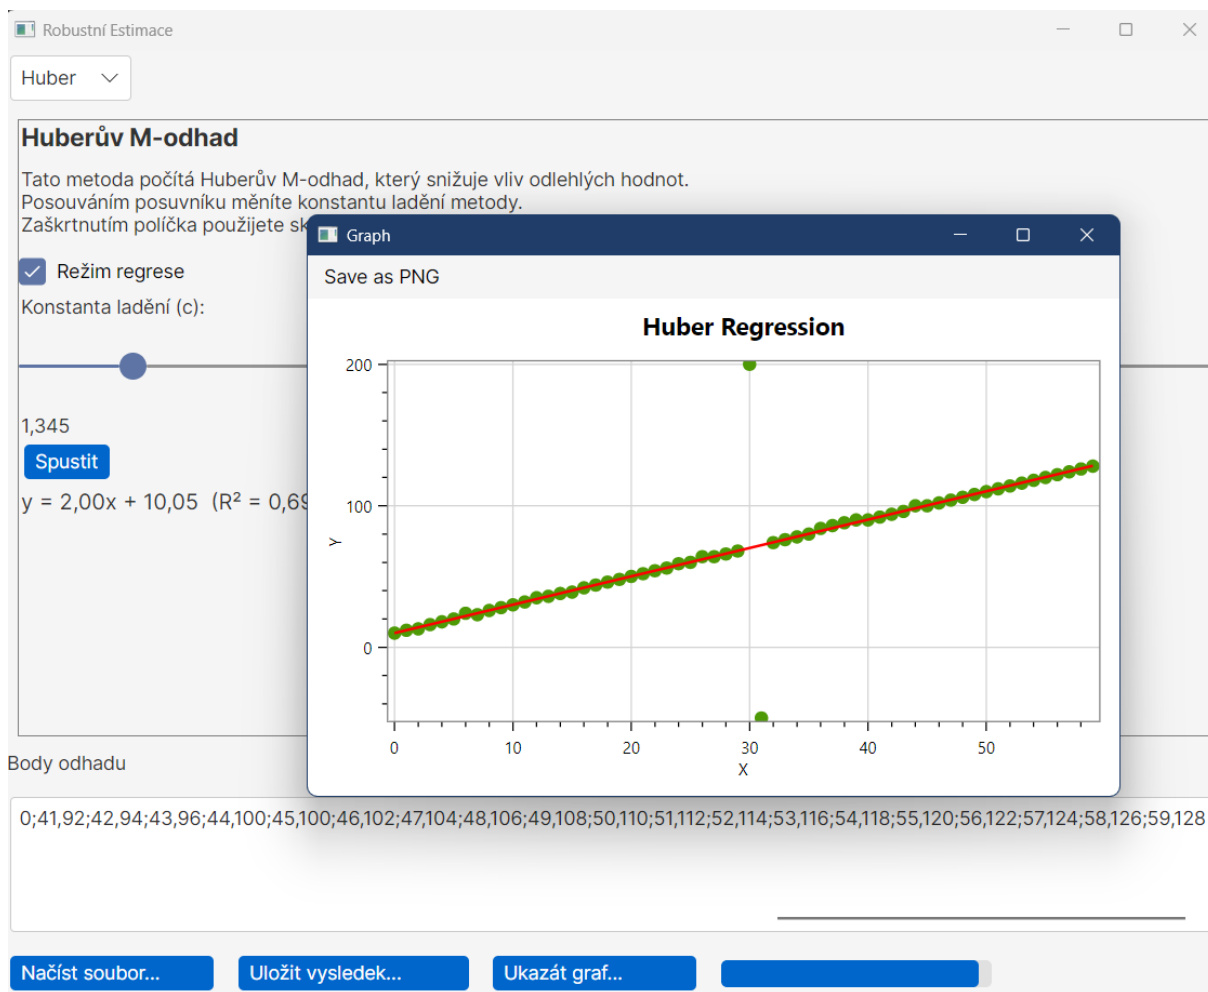 Robustní Estimace
Huber
Huberův M-odhad
Tato metoda počítá Huberův M-odhad, který snižuje vliv odlehlých hodnot.
Posouváním posuvníku měníte konstantu ladění metody.
Zaškrtnutím políčka použijete
Režim regrese
Konstanta ladění (c):
1,345
Spustit
y = 2,00x + 10,05 (R² = 0,69
Graph
Save as PNG
Huber Regression
200
100
0
Y
0 10 20 30 40 50
X
Body odhadu
0;41,92;42,94;43,96;44,100;45,100;46,102;47,104;48,106;49,108;50,110;51,112;52,114;53,116;54,118;55,120;56,122;57,124;58,126;59,128
Načíst soubor...
Uložit vysledek...
Ukazát graf...